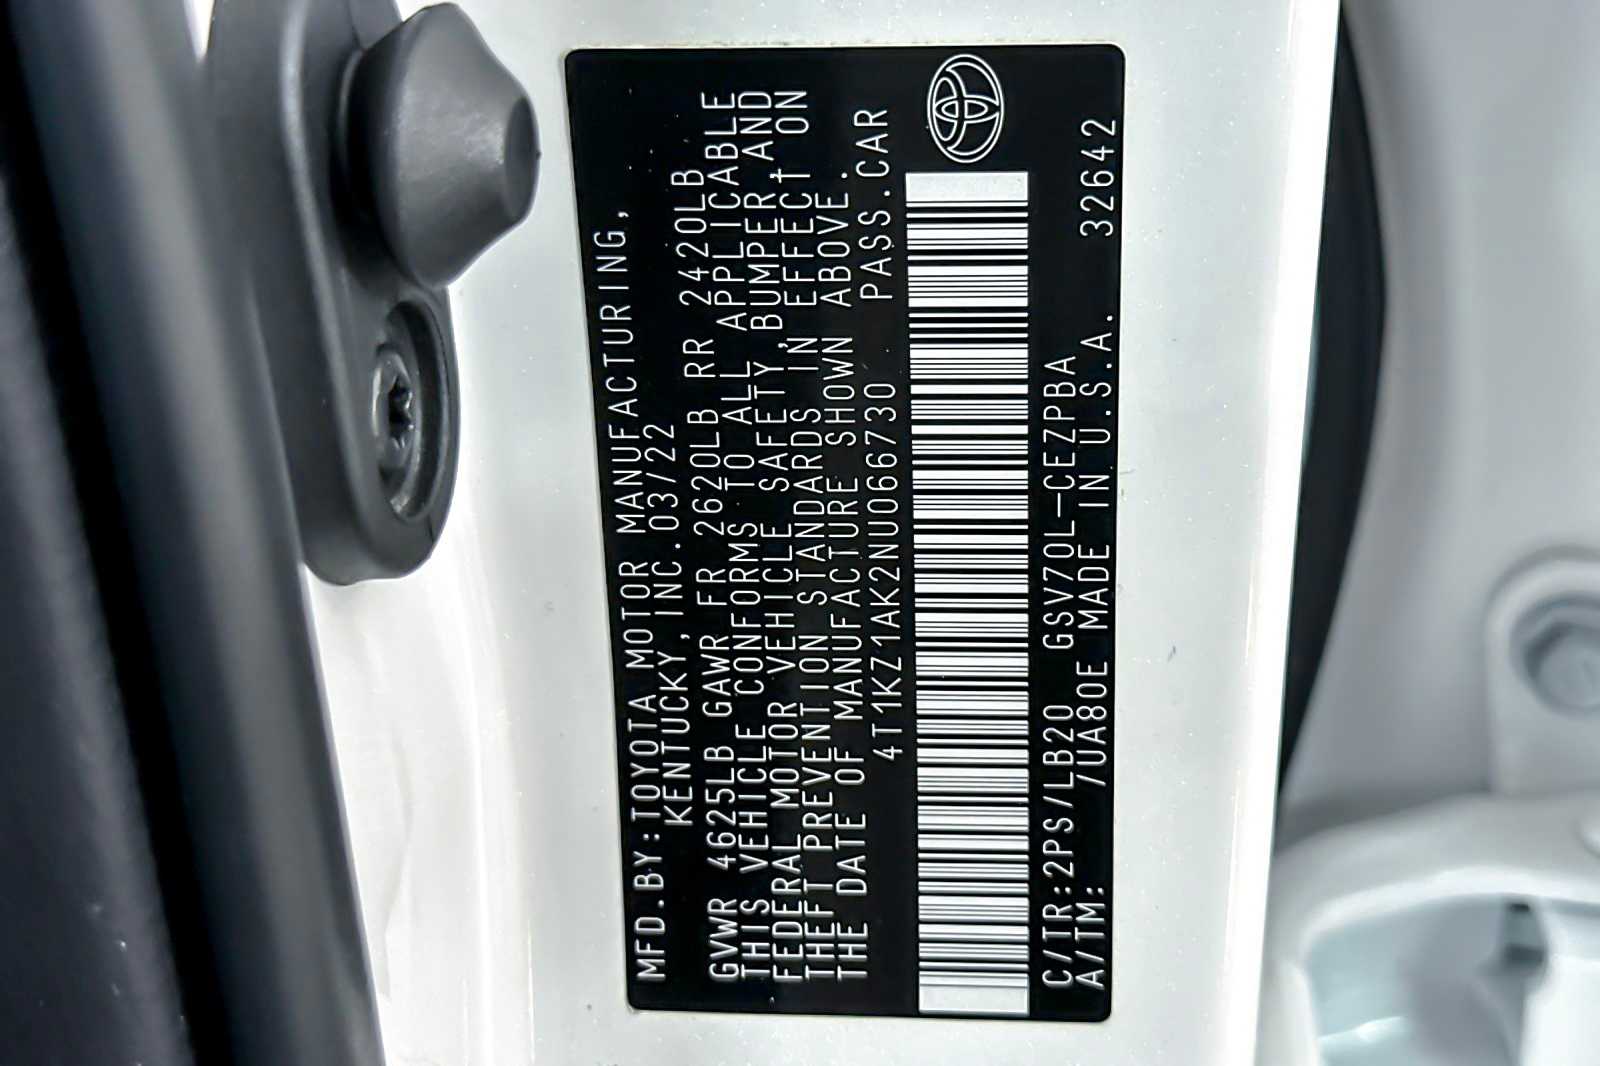 MFD.BY:TOYOTA MOTOR MANUFACTURING,
KENTUCKY,INC.03/22
GVWR 4625LB GAWR FR 2620LB RR 2420LB
THIS VEHICLE CONFORMS TO ALL APPLICABLE
FEDERAL MOTOR VEHICLE SAFETY,BUMPER,AND
THEFT PREVENTION STANDARDS IN EFFECT ON
THE DATE OF MANUFACTURE SHOWN ABOVE.
4T1KZ1AK2NU066730 PASS.CAR
C/TR:2PS/LB20 GSV70L-CEZPBA
A/TM: 7UA80E MADE IN U.S.A. 32642